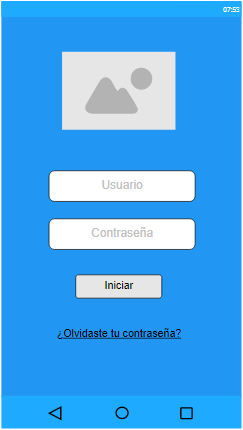 07:53
Usuario
Contraseña
Iniciar
¿Olvidaste tu contraseña?